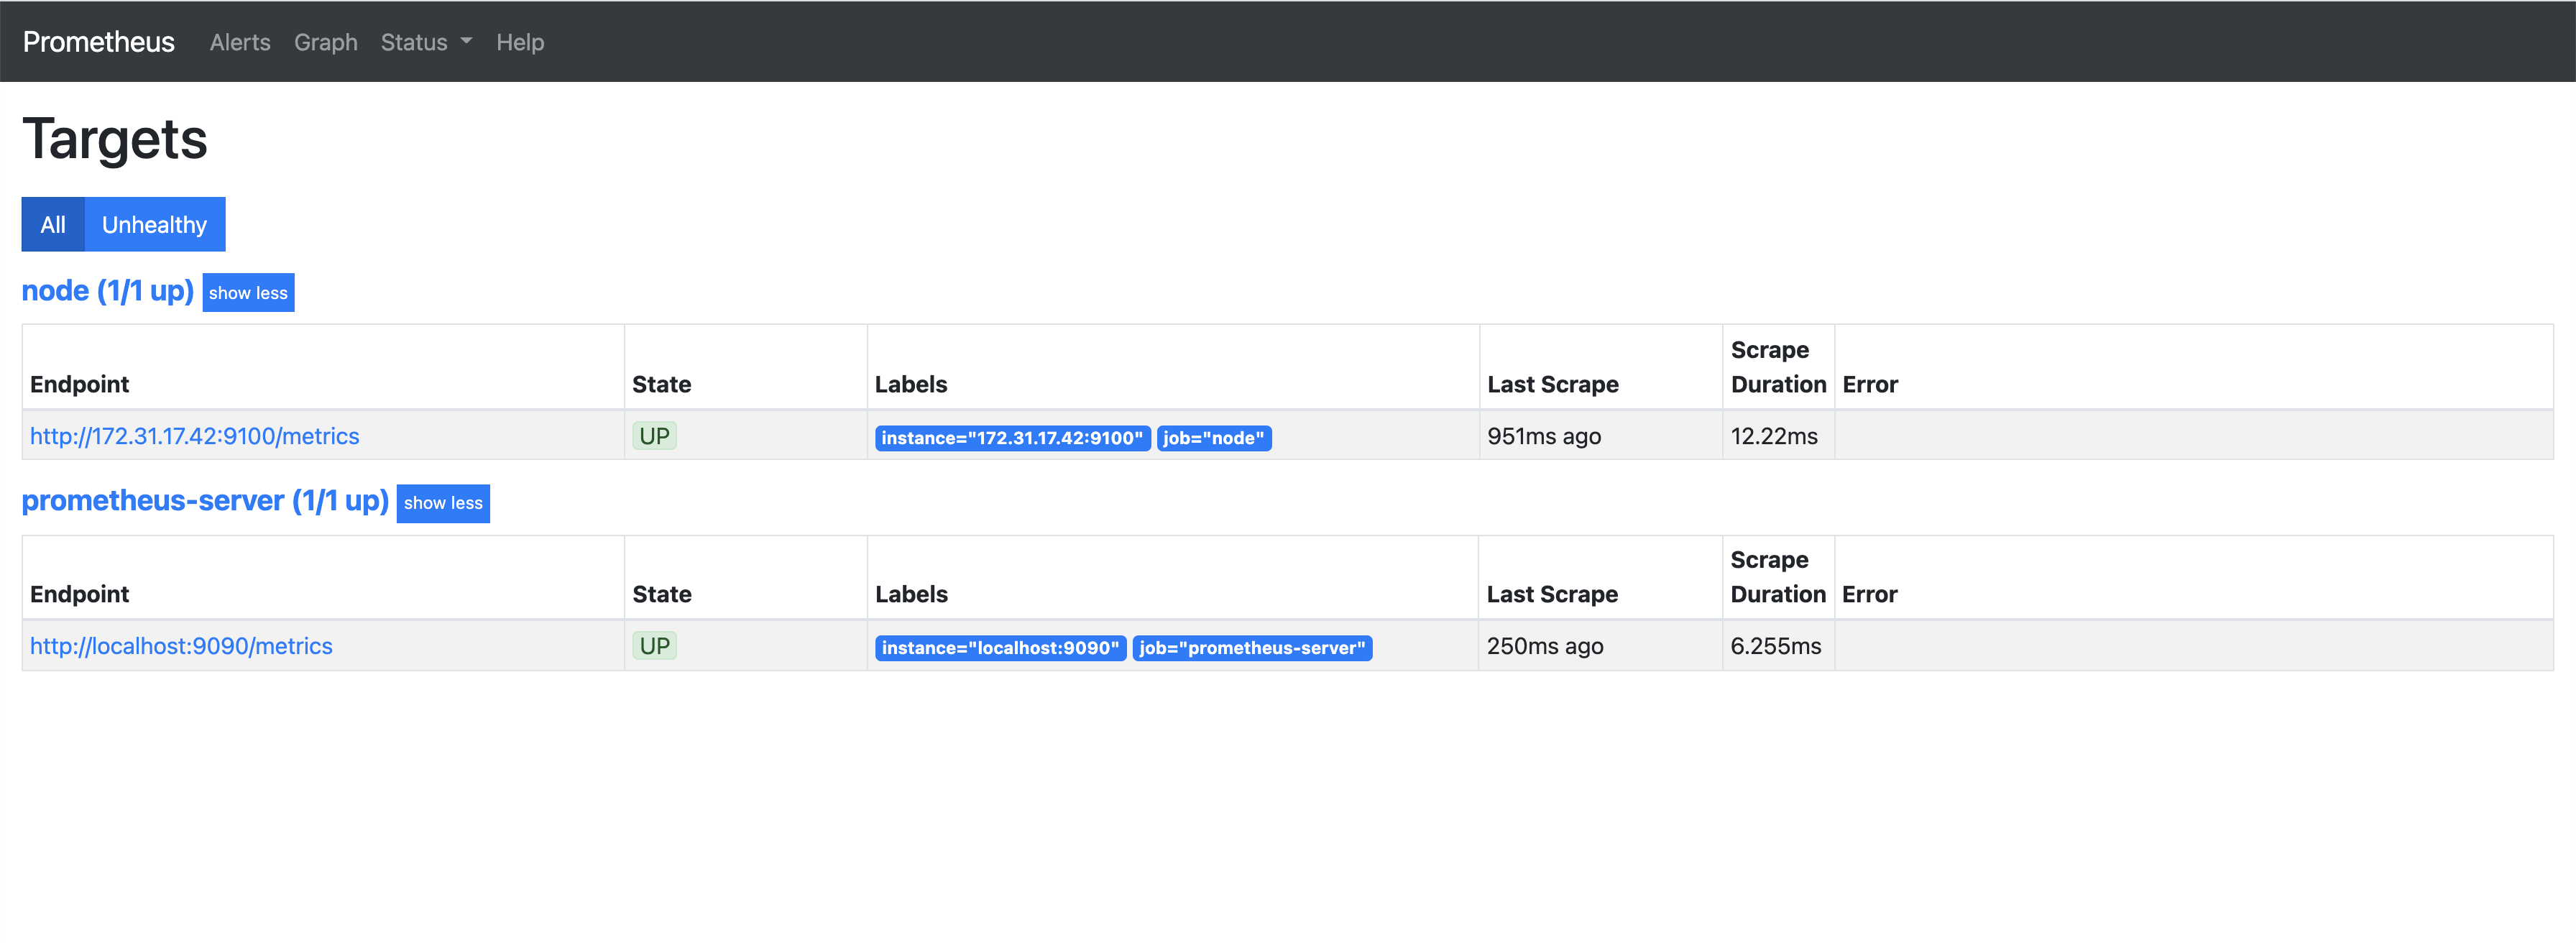 Prometheus Alerts Graph Status Help
Targets
All Unhealthy
node (1/1 up) show less
Endpoint State Labels Last Scrape Scrape Duration Error
http://172.31.17.42:9100/metrics UP instance="172.31.17.42:9100" job="node" 951ms ago 12.22ms
prometheus-server (1/1 up) show less
Endpoint State Labels Last Scrape Scrape Duration Error
http://localhost:9090/metrics UP instance="localhost:9090" job="prometheus-server" 250ms ago 6.255ms